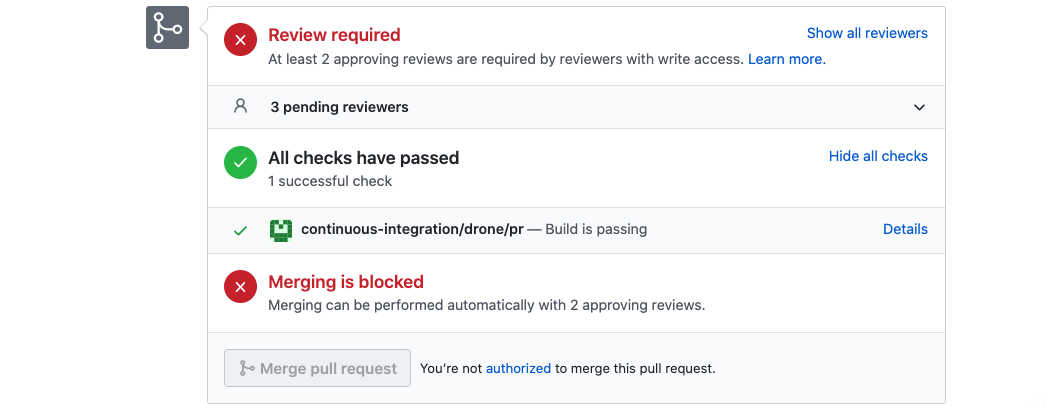 Review required
Show all reviewers
At least 2 approving reviews are required by reviewers with write access. Learn more.
3 pending reviewers
All checks have passed
Hide all checks
1 successful check
continuous-integration/drone/pr — Build is passing
Details
Merging is blocked
Merging can be performed automatically with 2 approving reviews.
Merge pull request
You’re not authorized to merge this pull request.